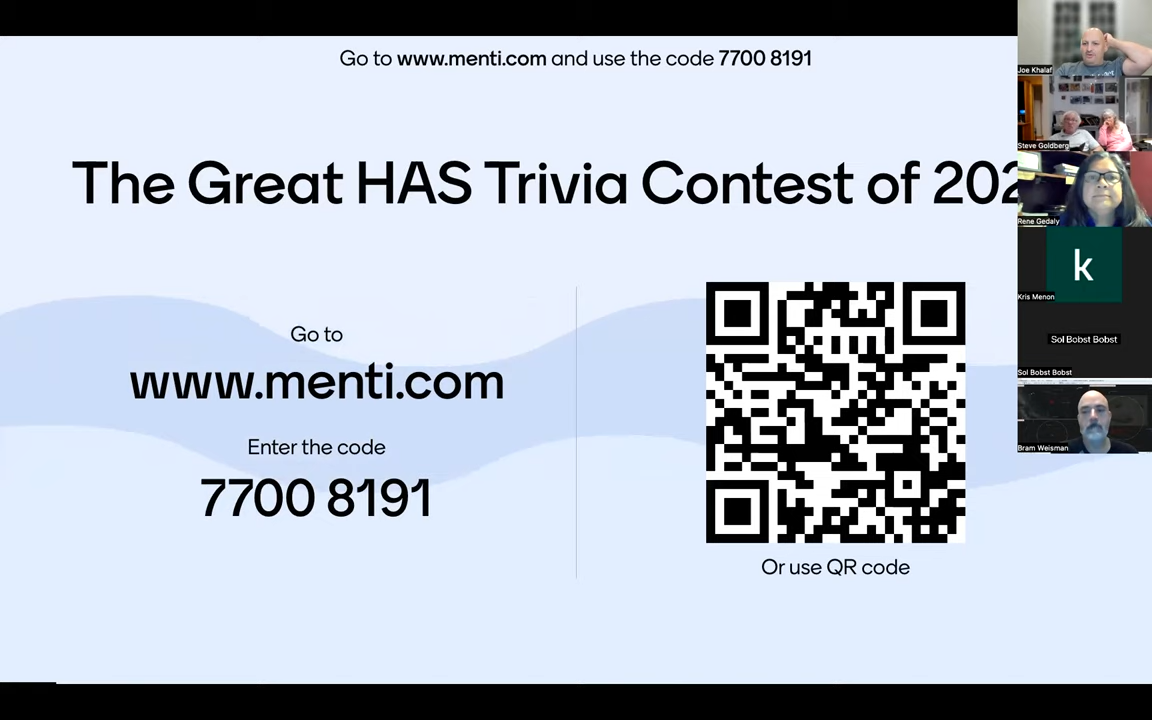 Go to www.menti.com and use the code 7700 8191
The Great HAS Trivia Contest of 202
Go to
www.menti.com
Enter the code
7700 8191
Or use QR code
Joe Khalaf
Steve Goldberg
Rene Gedaly
k
Kris Menon
Sol Bobst Bobst
Sol Bobst Bobst
Bram Weisman